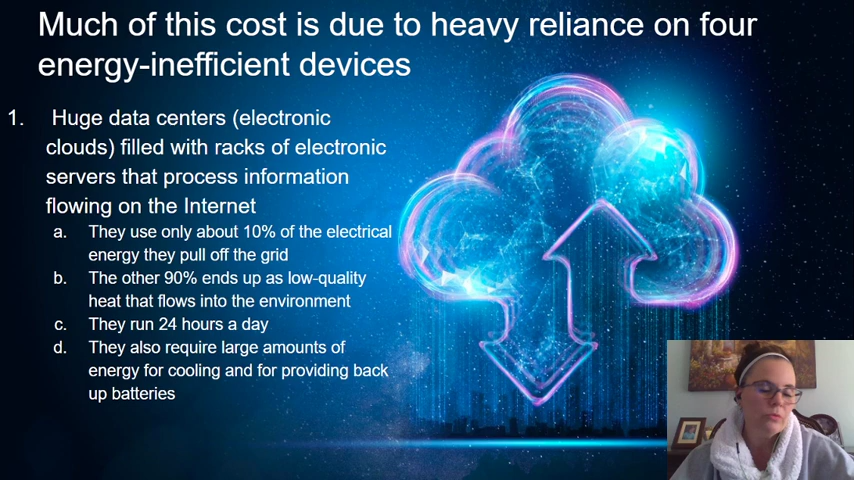 Much of this cost is due to heavy reliance on four
energy-inefficient devices
1. Huge data centers (electronic
clouds) filled with racks of electronic
servers that process information
flowing on the Internet
a. They use only about 10% of the electrical
energy they pull off the grid
b. The other 90% ends up as low-quality
heat that flows into the environment
c. They run 24 hours a day
d. They also require large amounts of
energy for cooling and for providing back
up batteries